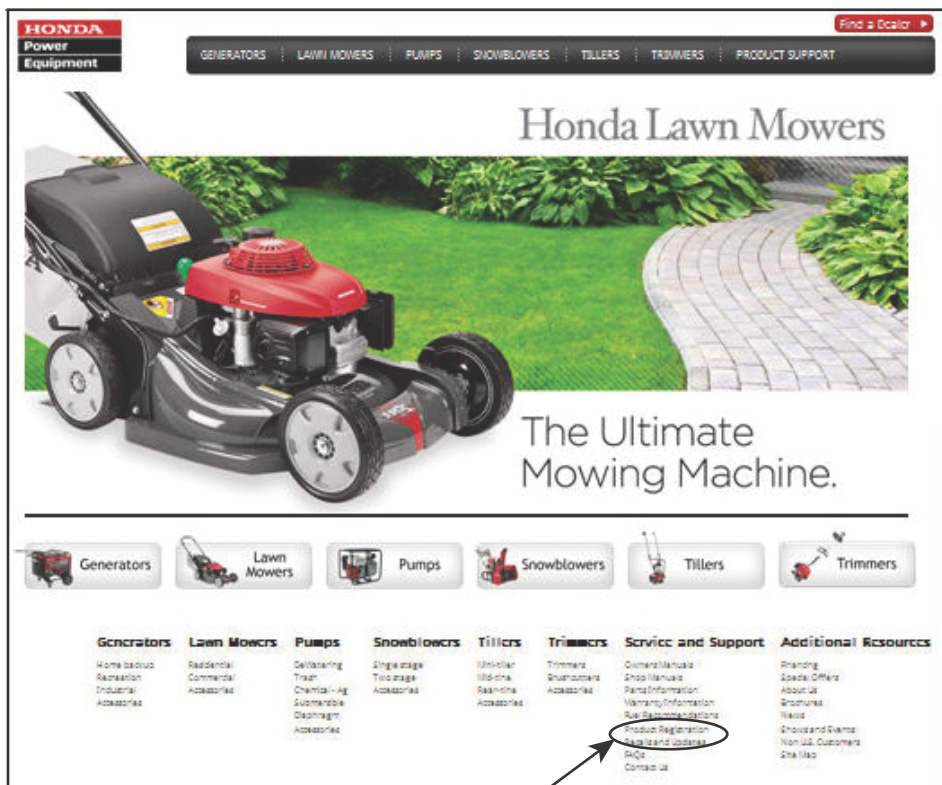 HONDA
Power
Equipment
Find a Dealer
GENERATORS LAWN MOWERS PUMPS SNOWBLOWERS TILLERS TRIMMERS PRODUCT SUPPORT
Honda Lawn Mowers
The Ultimate
Mowing Machine.
Generators
Lawn
Mowers
Pumps
Snowblowers
Tillers
Trimmers
Generators
Home backup
Recreation
Industrial
Accessories
Lawn Mowers
Residential
Commercial
Accessories
Pumps
DeWatering
Trash
Chemical - Ag
Submersible
Diaphragm
Accessories
Snowblowers
Single stage
Two stage
Accessories
Tillers
Mini-tiller
Mid-tine
Rear-tine
Accessories
Trimmers
Trimmers
Brushcutters
Accessories
Service and Support
Owners Manuals
Shop Manuals
Parts Information
Warranty Information
Fuel Recommendations
Product Registration
Recalls and Updates
FAQs
Contact Us
Additional Resources
Financing
Special Offers
About Us
Brochures
News
Shows and Events
Non U.S. Customers
Site Map